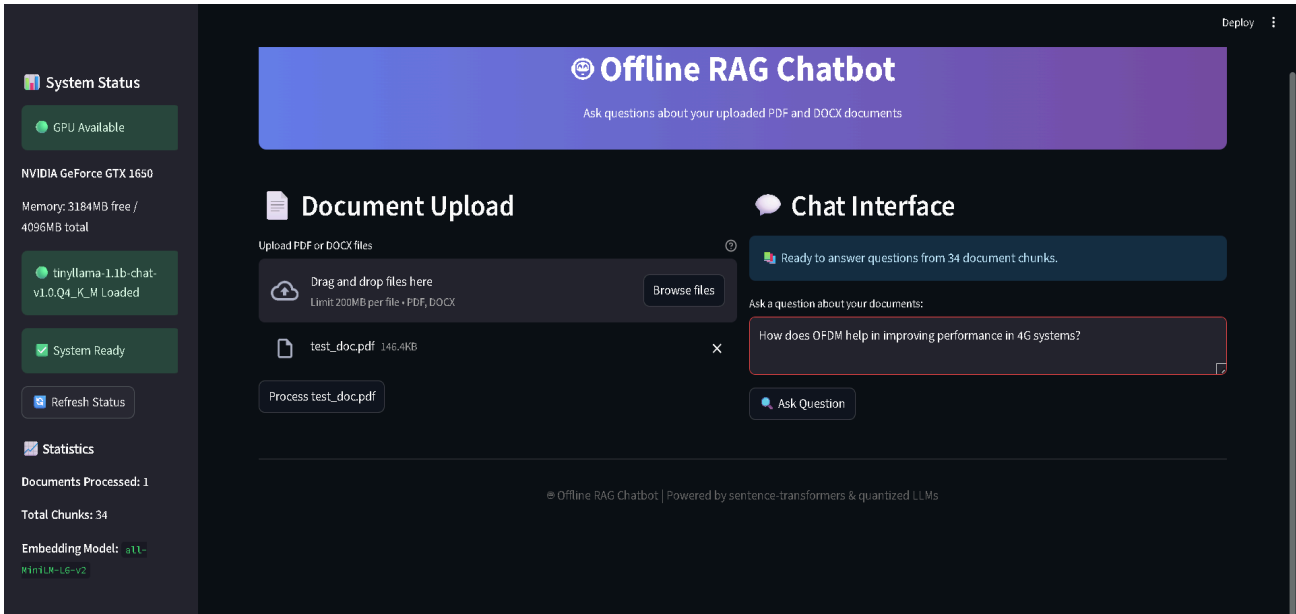 Deploy
System Status
GPU Available
NVIDIA GeForce GTX 1650
Memory: 3184MB free /
4096MB total
tinyllama-1.1b-chat-
v1.0.Q4_K_M Loaded
System Ready
Refresh Status
Statistics
Documents Processed: 1
Total Chunks: 34
Embedding Model: all-
MiniLM-L6-v2
Offline RAG Chatbot
Ask questions about your uploaded PDF and DOCX documents
Document Upload
Upload PDF or DOCX files
Drag and drop files here
Limit 200MB per file • PDF, DOCX
Browse files
test_doc.pdf 146.4KB
Process test_doc.pdf
Chat Interface
Ready to answer questions from 34 document chunks.
Ask a question about your documents:
How does OFDM help in improving performance in 4G systems?
Ask Question
Offline RAG Chatbot | Powered by sentence-transformers & quantized LLMs